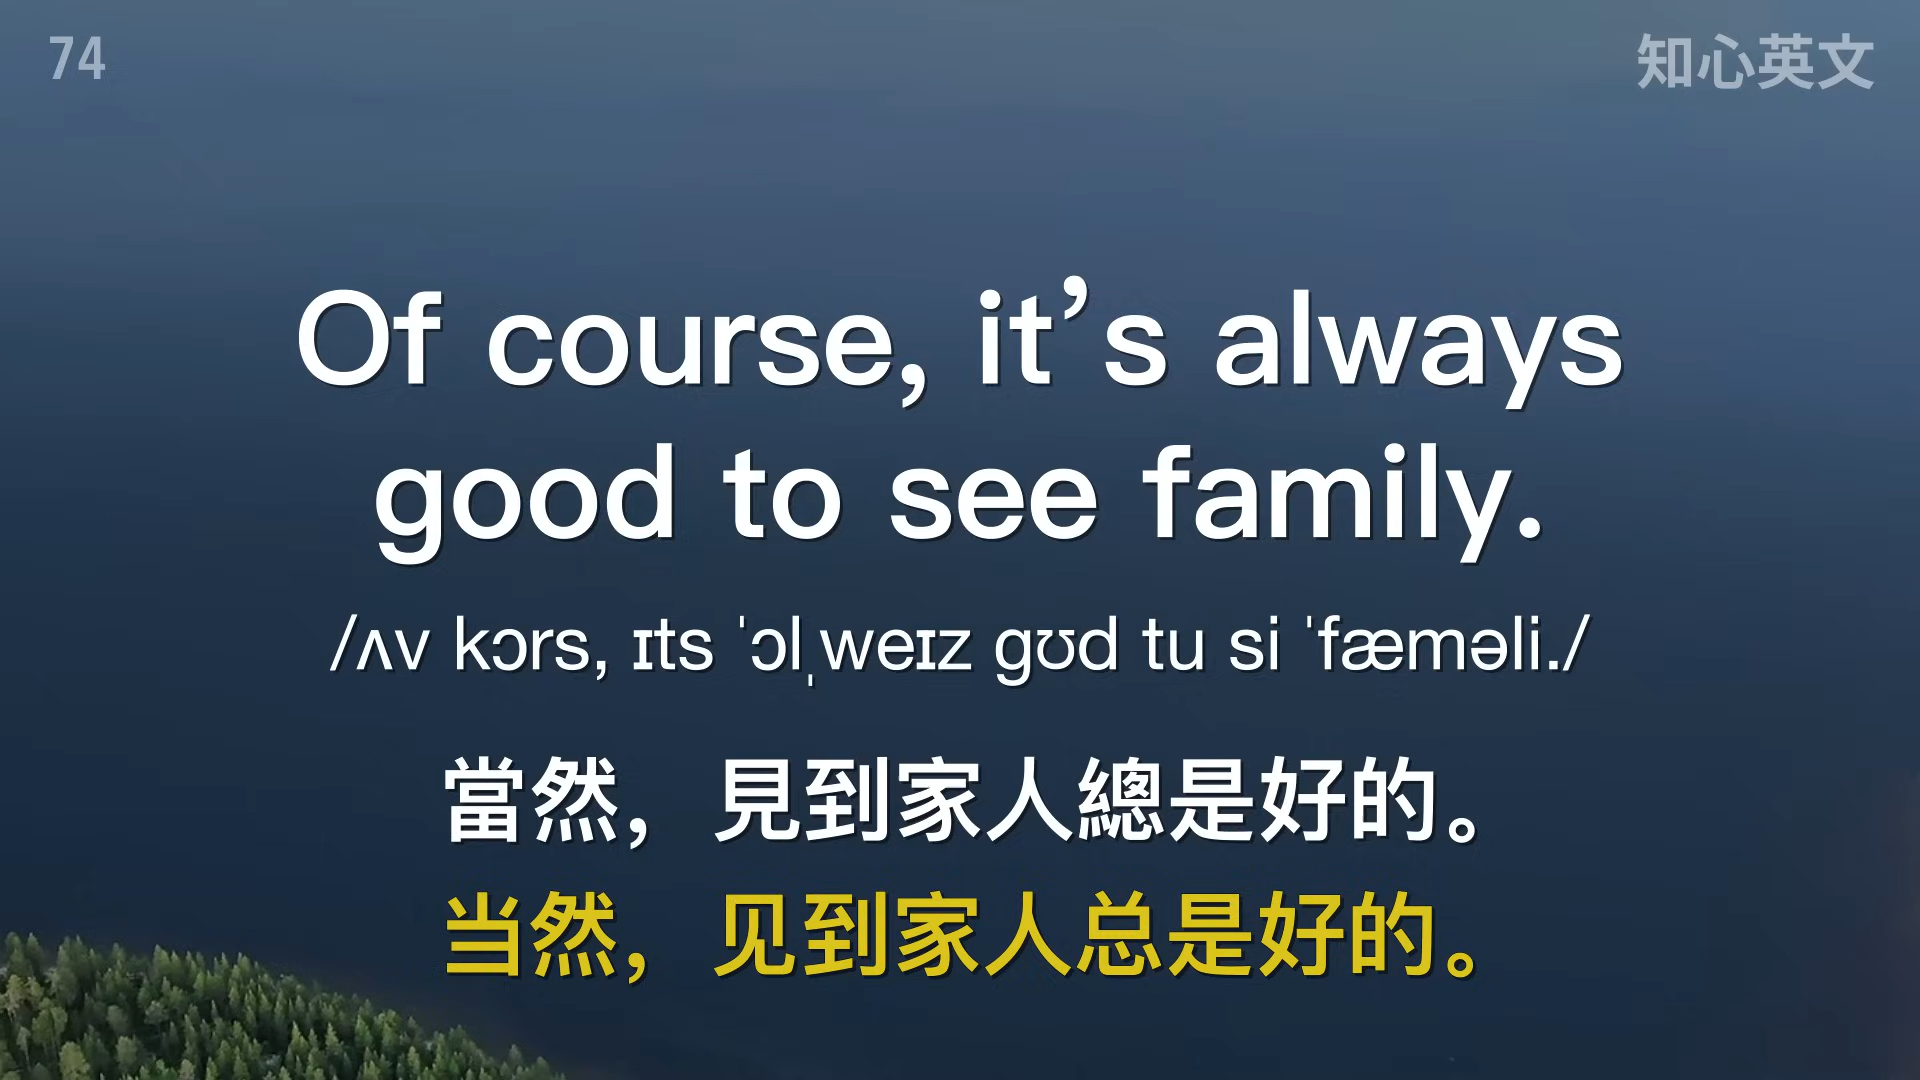 74
知心英文
Of course, it’s always
good to see family.
/ʌv kɔrs, ɪts ˈɔlˌweɪz gʊd tu si ˈfæməli./
當然，見到家人總是好的。
当然，见到家人总是好的。